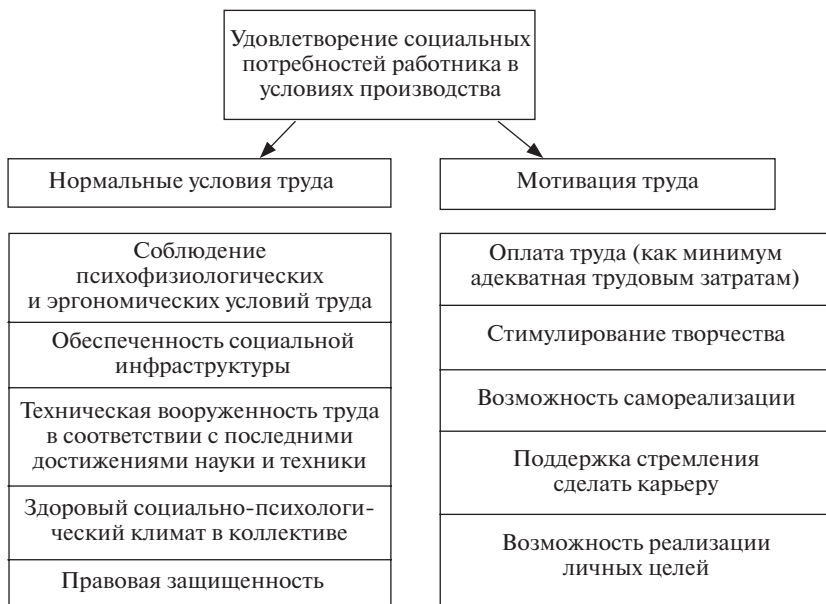 Удовлетворение социальных
потребностей работника в
условиях производства
Нормальные условия труда
Соблюдение
психофизиологических
и эргономических условий труда
Обеспеченность социальной
инфраструктуры
Техническая вооруженность труда
в соответствии с последними
достижениями науки и техники
Здоровый социально-психологи-
ческий климат в коллективе
Правовая защищенность
Мотивация труда
Оплата труда (как минимум
адекватная трудовым затратам)
Стимулирование творчества
Возможность самореализации
Поддержка стремления
сделать карьеру
Возможность реализации
личных целей